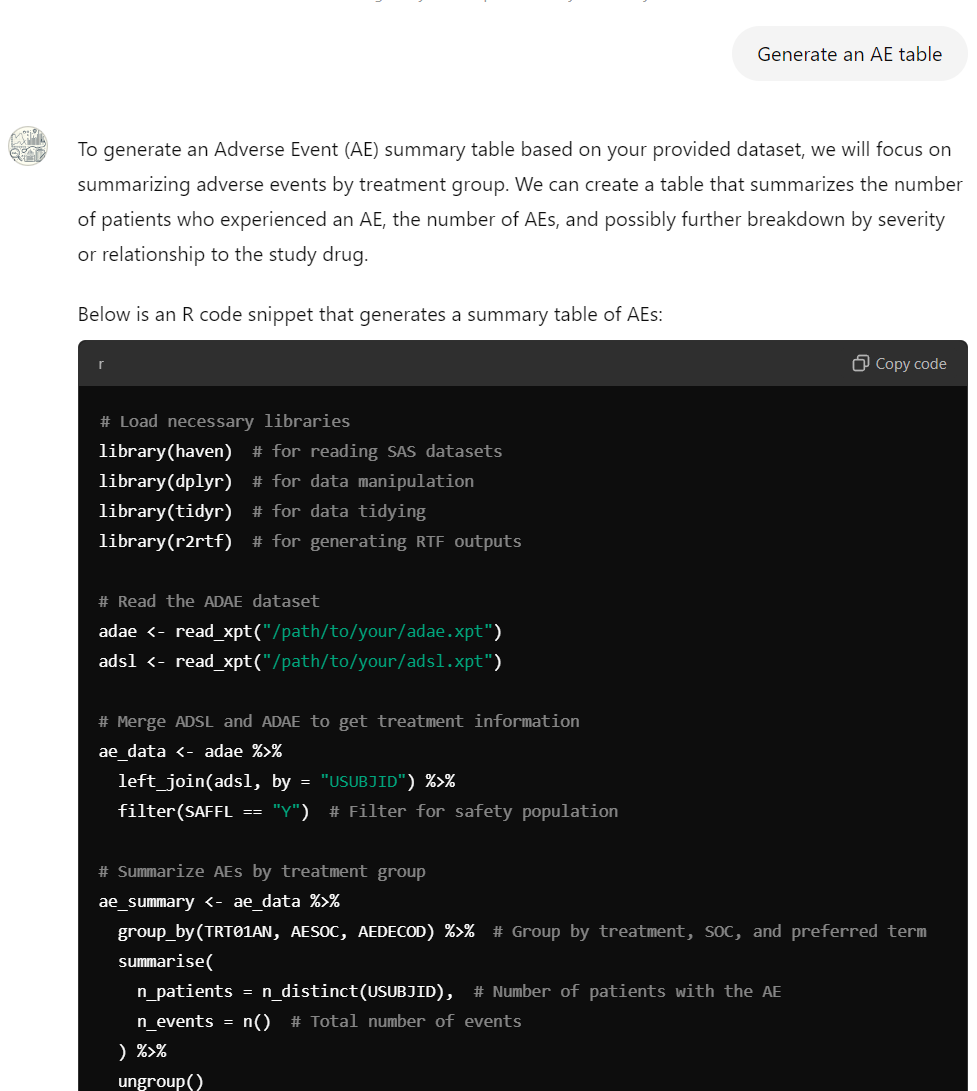 Generate an AE table
To generate an Adverse Event (AE) summary table based on your provided dataset, we will focus on
summarizing adverse events by treatment group. We can create a table that summarizes the number
of patients who experienced an AE, the number of AEs, and possibly further breakdown by severity
or relationship to the study drug.
Below is an R code snippet that generates a summary table of AEs:
r
Copy code
# Load necessary libraries
library(haven)  # for reading SAS datasets
library(dplyr)  # for data manipulation
library(tidyr)  # for data tidying
library(r2rtf)  # for generating RTF outputs
# Read the ADAE dataset
adae <- read_xpt("/path/to/your/adae.xpt")
adsl <- read_xpt("/path/to/your/adsl.xpt")
# Merge ADSL and ADAE to get treatment information
ae_data <- adae %>%
  left_join(adsl, by = "USUBJID") %>%
  filter(SAFFL == "Y")  # Filter for safety population
# Summarize AEs by treatment group
ae_summary <- ae_data %>%
  group_by(TRT01AN, AESOC, AEDECOD) %>%  # Group by treatment, SOC, and preferred term
  summarise(
    n_patients = n_distinct(USUBJID),  # Number of patients with the AE
    n_events = n()  # Total number of events
  ) %>%
  ungroup()